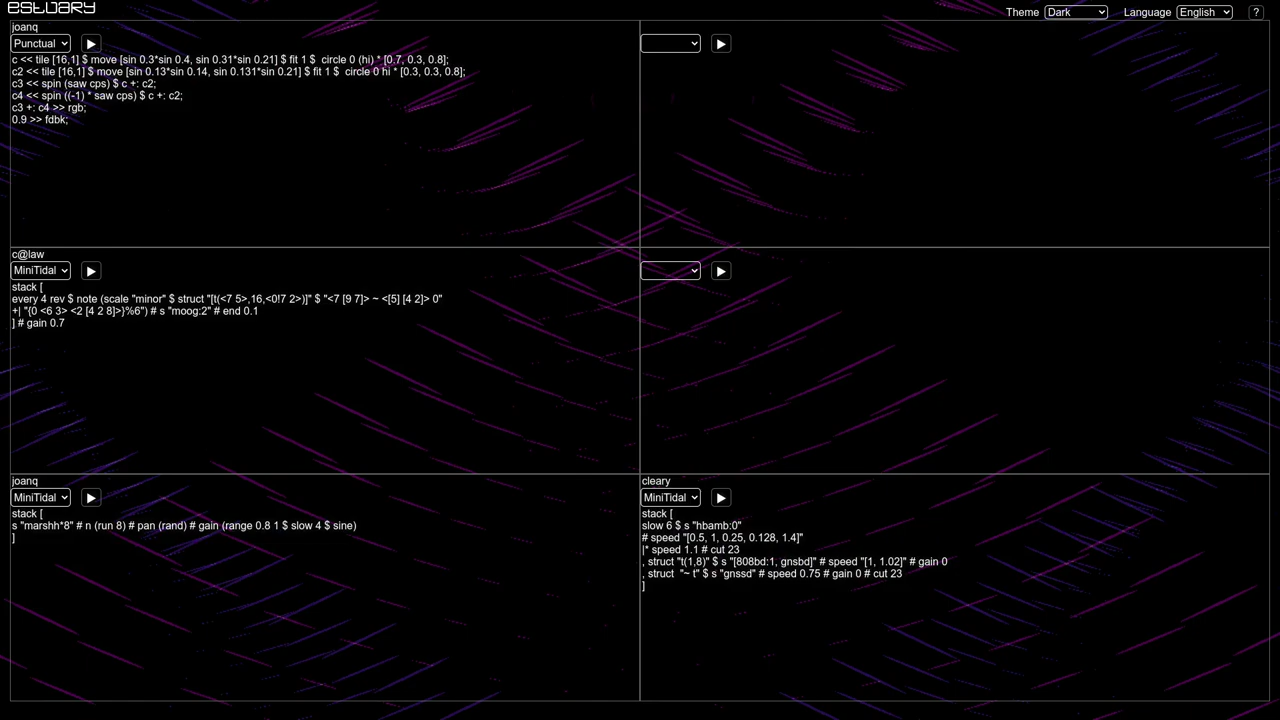 estuary
Theme Dark Language English ?
joanq
Punctual
c << tile [16,1] $ move [sin 0.3*sin 0.4, sin 0.31*sin 0.21] $ fit 1 $  circle 0 (hi) * [0.7, 0.3, 0.8];
c2 << tile [16,1] $ move [sin 0.13*sin 0.14, sin 0.131*sin 0.21] $ fit 1 $  circle 0 hi * [0.3, 0.3, 0.8];
c3 << spin (saw cps) $ c +: c2;
c4 << spin ((-1) * saw cps) $ c +: c2;
c3 +: c4 >> rgb;
0.9 >> fdbk;
c@law
MiniTidal
stack [
every 4 rev $ note (scale "minor" $ struct "[t(<7 5>,16,<0!7 2>)]" $ "<7 [9 7]> ~ <[5] [4 2]> 0"
+| "{0 <6 3> <2 [4 2 8]>}%6") # s "moog:2" # end 0.1
] # gain 0.7
joanq
MiniTidal
stack [
s "marshh*8" # n (run 8) # pan (rand) # gain (range 0.8 1 $ slow 4 $ sine)
]
cleary
MiniTidal
stack [
slow 6 $ s "hbamb:0"
# speed "[0.5, 1, 0.25, 0.128, 1.4]"
|* speed 1.1 # cut 23
, struct "t(1,8)" $ s "[808bd:1, gnsbd]" # speed "[1, 1.02]" # gain 0
, struct  "~ t" $ s "gnssd" # speed 0.75 # gain 0 # cut 23
]